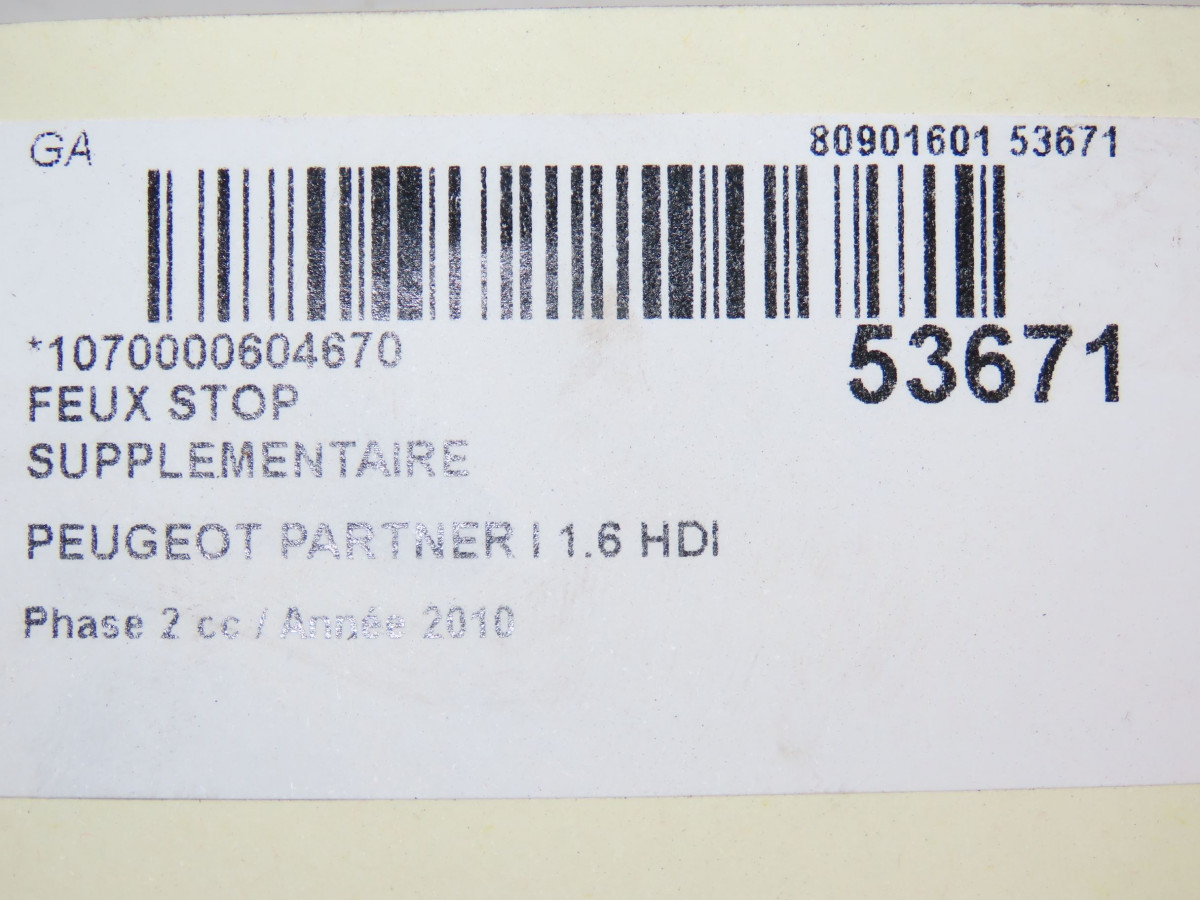 GA
80901601 53671
*1070000604670
53671
FEUX STOP
SUPPLEMENTAIRE
PEUGEOT PARTNER I 1.6 HDI
Phase 2 cc / Année 2010